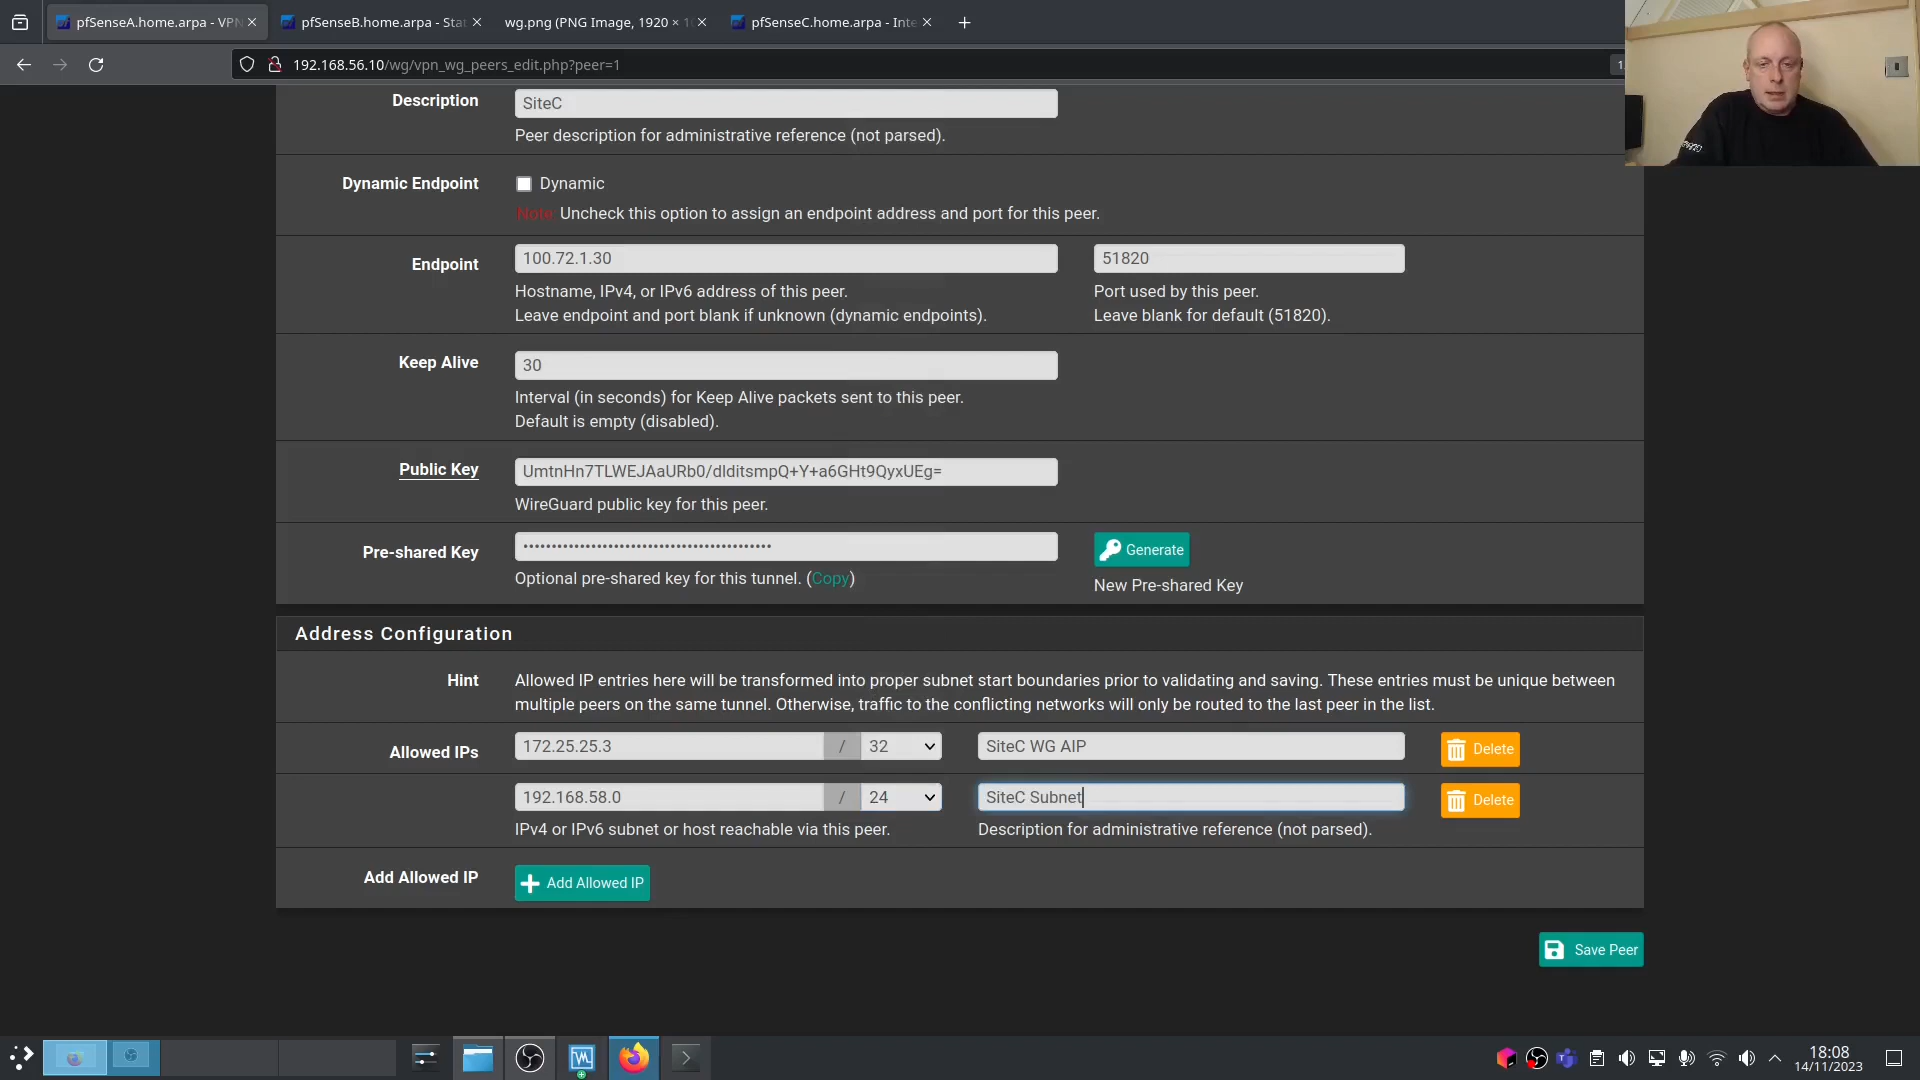 pfSenseA.home.arpa - VPN
pfSenseB.home.arpa - Stat
wg.png (PNG Image, 1920 × 10
pfSenseC.home.arpa - Inte
192.168.56.10/wg/vpn_wg_peers_edit.php?peer=1
Description
SiteC
Peer description for administrative reference (not parsed).
Dynamic Endpoint
Dynamic
Note: Uncheck this option to assign an endpoint address and port for this peer.
Endpoint
100.72.1.30
51820
Hostname, IPv4, or IPv6 address of this peer.
Leave endpoint and port blank if unknown (dynamic endpoints).
Port used by this peer.
Leave blank for default (51820).
Keep Alive
30
Interval (in seconds) for Keep Alive packets sent to this peer.
Default is empty (disabled).
Public Key
UmtnHn7TLWEJAaURb0/dlditsmpQ+Y+a6GHt9QyxUEg=
WireGuard public key for this peer.
Pre-shared Key
Generate
Optional pre-shared key for this tunnel. (Copy)
New Pre-shared Key
Address Configuration
Hint
Allowed IP entries here will be transformed into proper subnet start boundaries prior to validating and saving. These entries must be unique between
multiple peers on the same tunnel. Otherwise, traffic to the conflicting networks will only be routed to the last peer in the list.
Allowed IPs
172.25.25.3 / 32
SiteC WG AIP
Delete
192.168.58.0 / 24
SiteC Subnet
Delete
IPv4 or IPv6 subnet or host reachable via this peer.
Description for administrative reference (not parsed).
Add Allowed IP
Add Allowed IP
Save Peer
18:08
14/11/2023